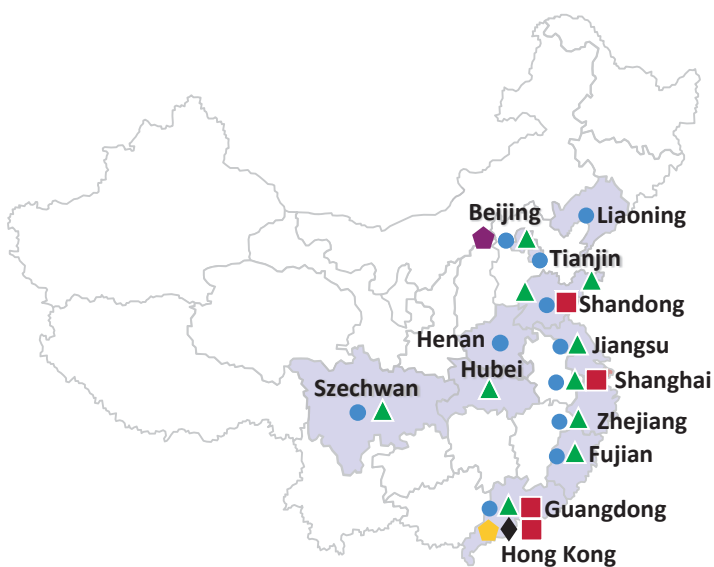 Beijing
Liaoning
Tianjin
Shandong
Henan
Jiangsu
Hubei
Shanghai
Szechwan
Zhejiang
Fujian
Guangdong
Hong Kong